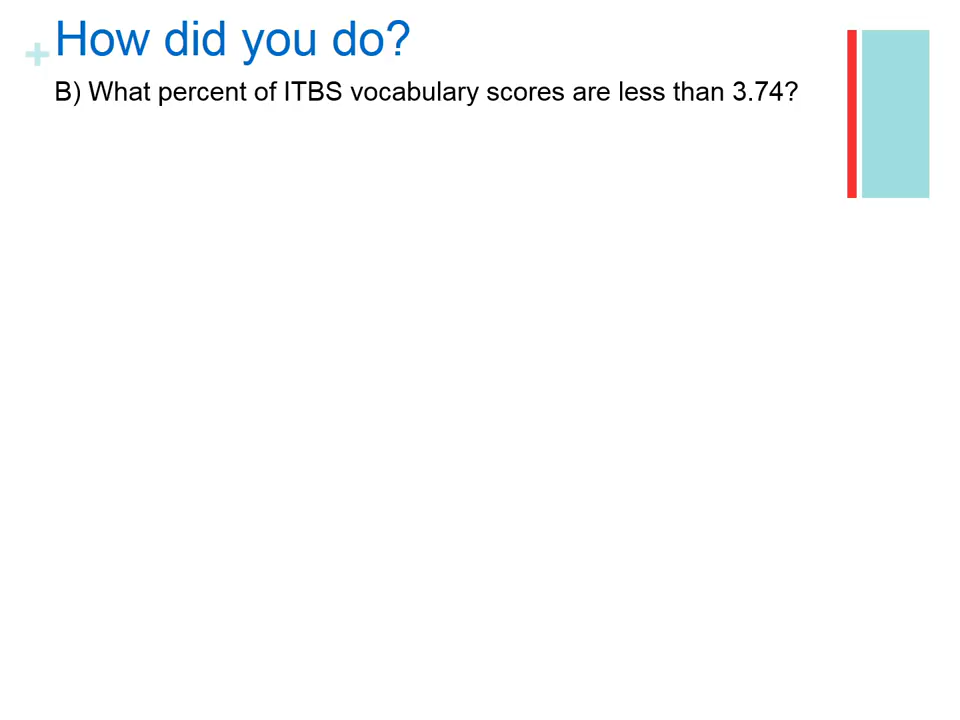 +
How did you do?
B) What percent of ITBS vocabulary scores are less than 3.74?